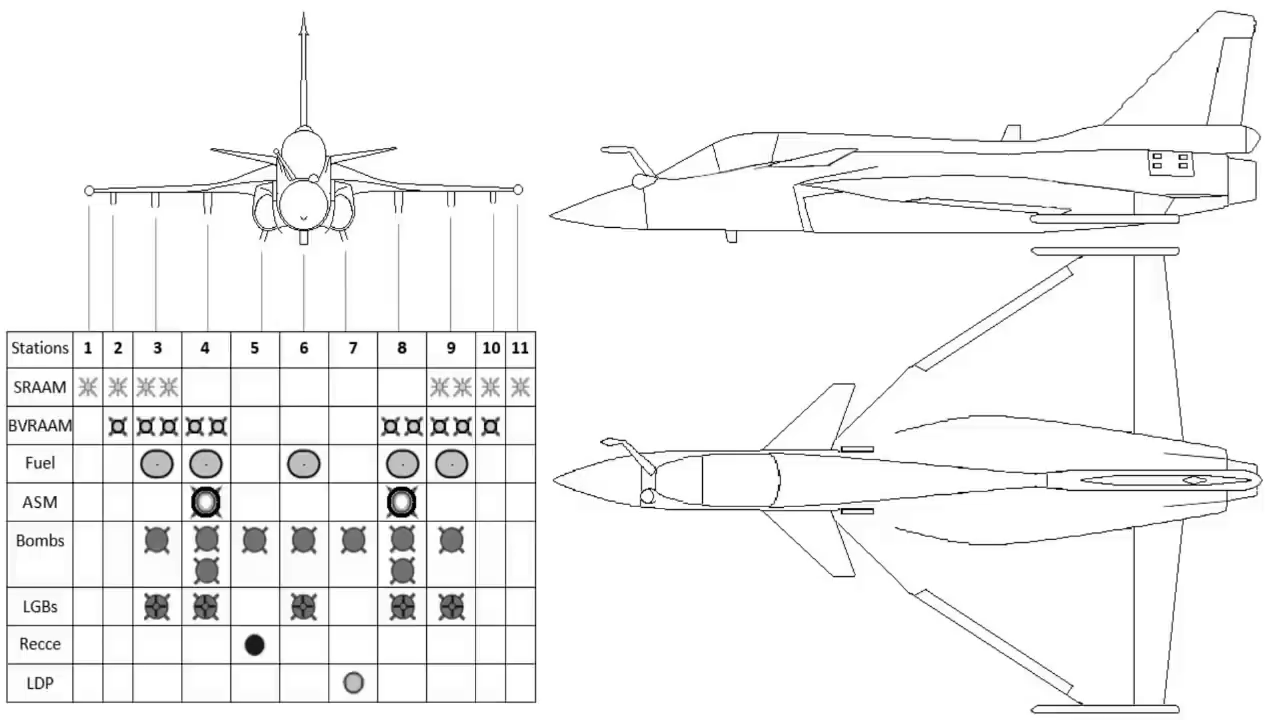 Stations 1 2 3 4 5 6 7 8 9 10 11
SRAAM
BVRAAM
Fuel
ASM
Bombs
LGBs
Recce
LDP